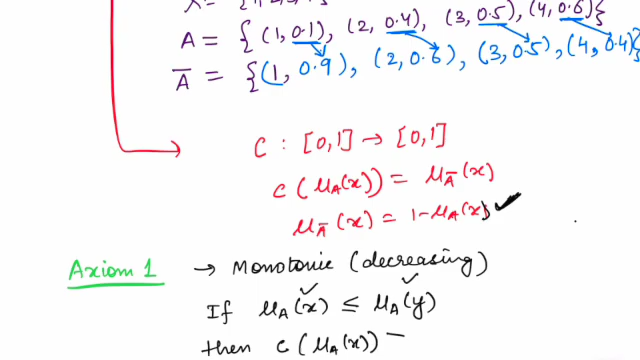 A = {(1, 0.1), (2, 0.4), (3, 0.5), (4, 0.6)}
A̅ = {(1, 0.9), (2, 0.6), (3, 0.5), (4, 0.4)}
C : [0,1] → [0,1]
C(μA(x)) = μA̅(x)
μA̅(x) = 1-μA(x) ✓
Axiom 1 → Monotonic (decreasing)
If μA(x) ≤ μA(y)
then C(μA(x)) –